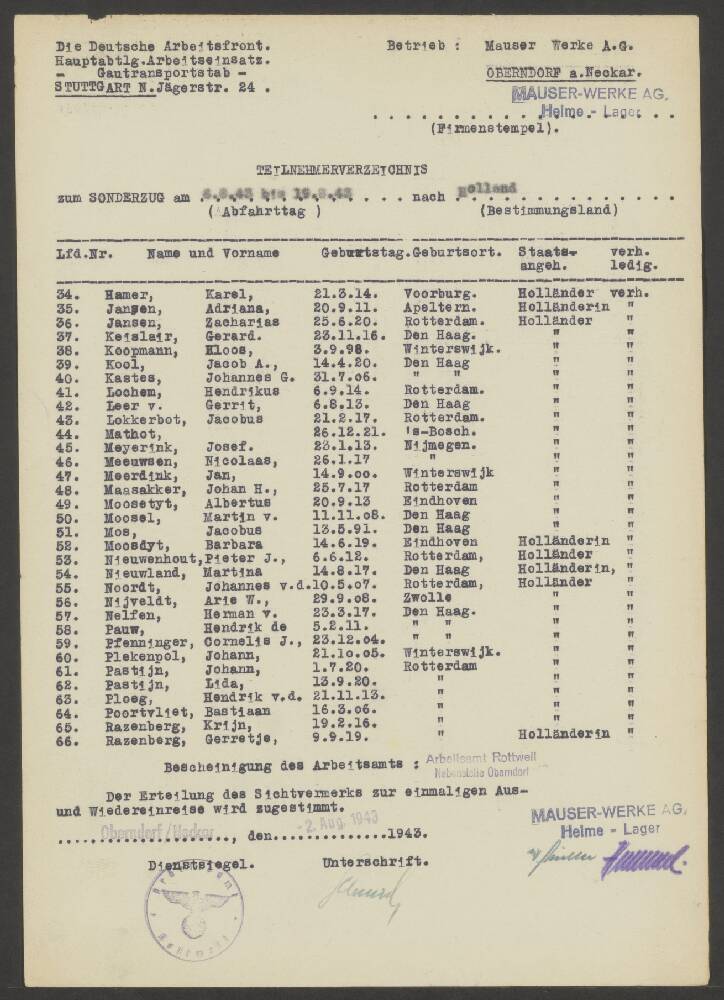 Die Deutsche Arbeitsfront. Betrieb : Mauser Werke A.G.
Hauptabtlg.Arbeitseinsatz.
- Gautransportstab - OBERNDORF a.Neckar.
STUTTGART N.Jägerstr. 24 . MAUSER-WERKE AG.
Heime - Lager
(Firmenstempel).
TEILNEHMERVERZEICHNIS
zum SONDERZUG am 6.8.43 bis 19.8.43 nach Holland
( Abfahrttag ) (Bestimmungsland)
Lfd.Nr. Name und Vorname Geburtstag.Geburtsort. Staats- verh.
angeh. ledig.
34. Hamer, Karel, 21.3.14. Voorburg. Holländer verh.
35. Jansen, Adriana, 20.9.11. Apeltern. Holländerin "
36. Jansen, Zacharias 25.6.20. Rotterdam. Holländer "
37. Keislair, Gerard. 23.11.16. Den Haag. " "
38. Koopmann, Kloos, 3.9.98. Winterswijk. " "
39. Kool, Jacob A., 14.4.20. Den Haag " "
40. Kastes, Johannes G. 31.7.06. " " " "
41. Lochem, Hendrikus 6.9.14. Rotterdam. " "
42. Leer v. Gerrit, 6.8.13. Den Haag " "
43. Lokkerbot, Jacobus 21.2.17. Rotterdam. " "
44. Mathot, 26.12.21. 's-Bosch. " "
45. Meyerink, Josef. 23.1.13. Nijmegen. " "
46. Meeuwsen, Nicolaas, 26.1.17 " " "
47. Meerdink, Jan, 14.9.00. Winterswijk " "
48. Maasakker, Johan H., 25.7.17 Rotterdam " "
49. Moosetyt, Albertus 20.9.13 Eindhoven " "
50. Moosel, Martin v. 11.11.08. Den Haag " "
51. Mos, Jacobus 13.5.91. Den Haag " "
52. Moosdyt, Barbara 14.6.19. Eindhoven Holländerin "
53. Nieuwenhout,Pieter J., 6.6.12. Rotterdam, Holländer "
54. Nieuwland, Martina 14.8.17. Den Haag Holländerin, "
55. Noordt, Johannes v.d.10.5.07. Rotterdam, Holländer "
56. Nijveldt, Arie W., 29.9.08. Zwolle " "
57. Nelfen, Herman v. 23.3.17. Den Haag. " "
58. Pauw, Hendrik de 5.2.11. " " " "
59. Pfenninger, Cornelis J., 23.12.04. " " " "
60. Plekenpol, Johann, 21.10.05. Winterswijk. " "
61. Pastijn, Johann, 1.7.20. Rotterdam " "
62. Pastijn, Lida, 13.9.20. " " "
63. Ploeg, Hendrik v.d. 21.11.13. " " "
64. Poortvliet, Bastiaan 16.3.06. " " "
65. Razenberg, Krijn, 19.2.16. " " "
66. Razenberg, Gerretje, 9.9.19. " Holländerin "
Bescheinigung des Arbeitsamts : Arbeitsamt Rottweil
Nebenstelle Oberndorf
Der Erteilung des Sichtvermerks zur einmaligen Aus-
und Wiedereinreise wird zugestimmt.
Oberndorf/Neckar, den -2. Aug. 1943 1943.
MAUSER-WERKE AG.
Heime - Lager
Dienstsiegel. Unterschrift.